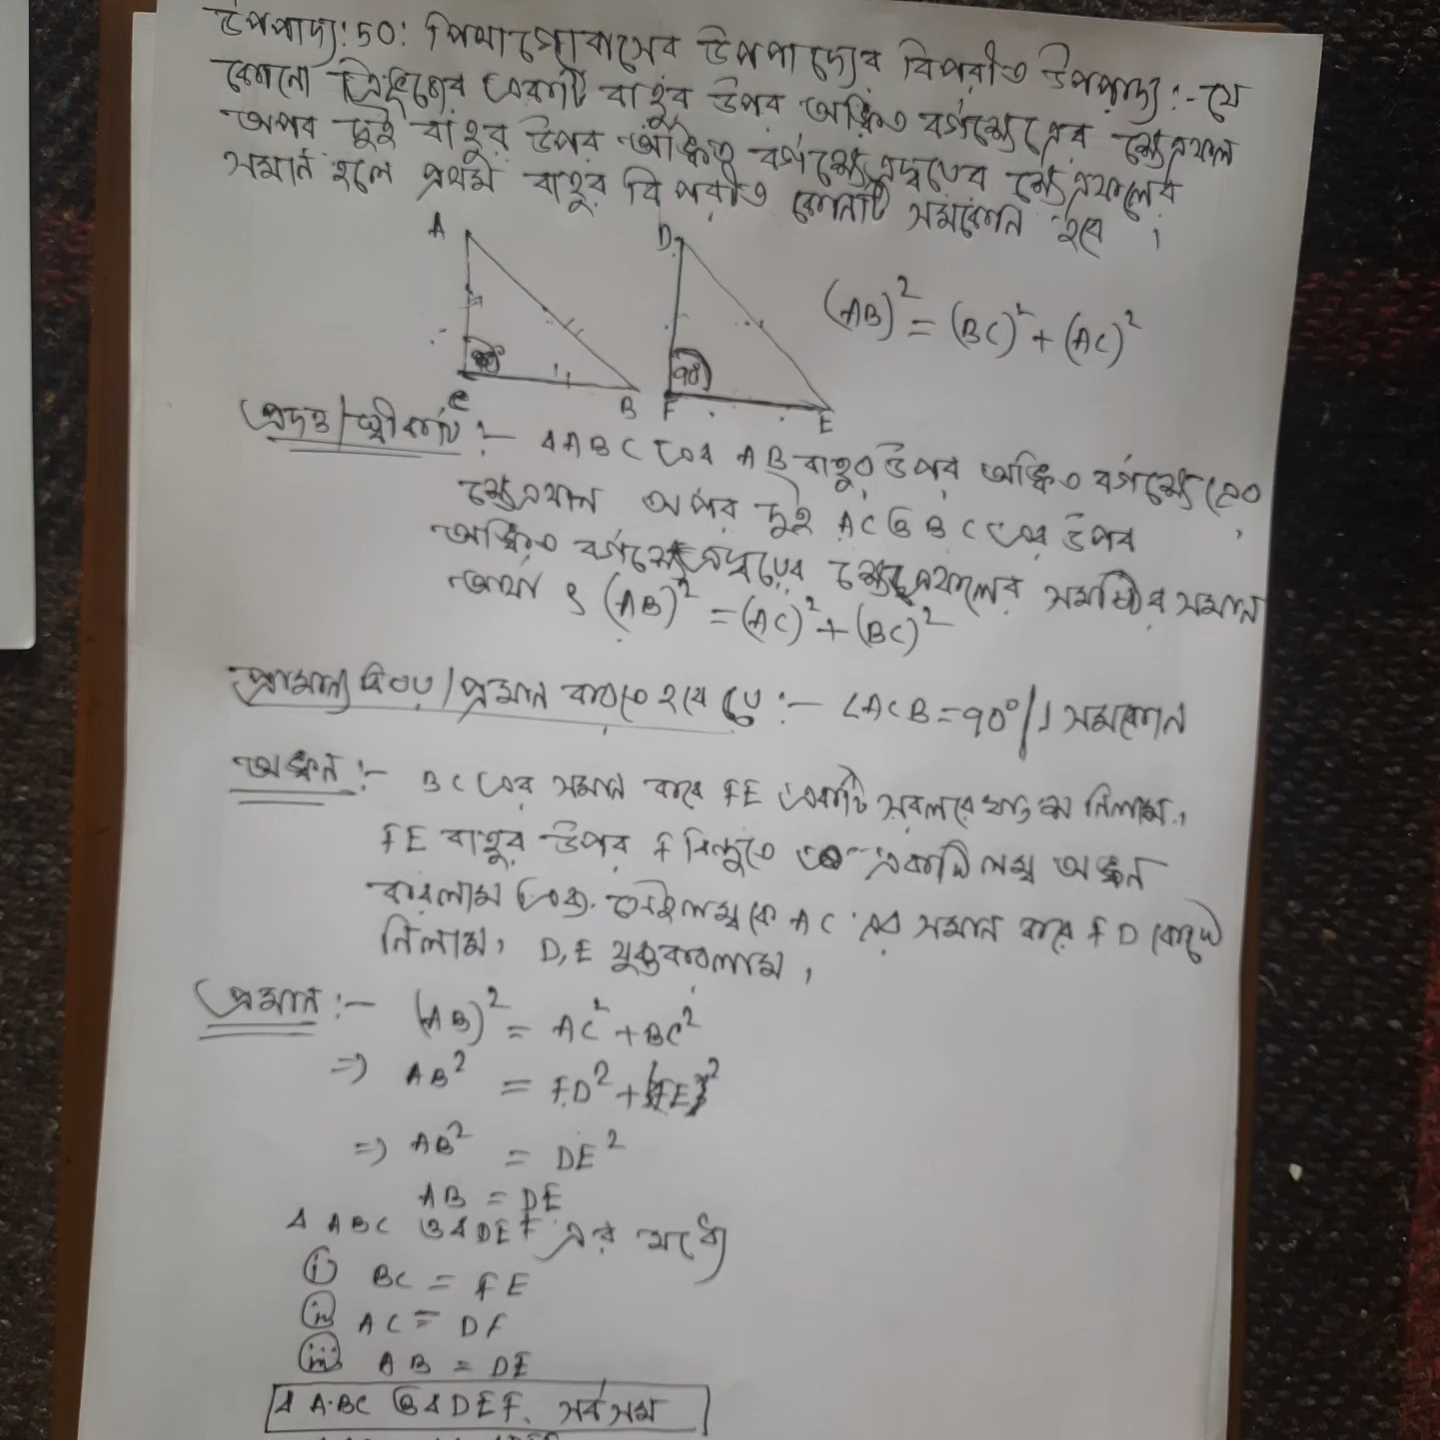 উপপাদ্য:50: পিথাগোরাসের উপপাদ্যের বিপরীত উপপাদ্য:- যে
কোনো ত্রিভুজের একটি বাহুর উপর অঙ্কিত বর্গক্ষেত্রের ক্ষেত্রফল
অপর দুই বাহুর উপর অঙ্কিত বর্গক্ষেত্রদ্বয়ের ক্ষেত্রফলের
সমান হলে প্রথম বাহুর বিপরীত কোনটি সমকোন হবে ।
A D
(AB)² = (BC)² + (AC)²
90°
C B F E
প্রদত্ত/স্বীকার্য :- ΔABC এর AB বাহুর উপর অঙ্কিত বর্গক্ষেত্রের
ক্ষেত্রফল অপর দুই AC ও BC এর উপর
অঙ্কিত বর্গক্ষেত্রদ্বয়ের ক্ষেত্রফলের সমষ্টির সমান
অর্থাৎ (AB)² = (AC)² + (BC)²
প্রামান্য বিষয়/প্রমান করতে হবে যে :- ∠ACB = 90°/1 সমকোন
অঙ্কন :- BC এর সমান করে FE একটি সরলরেখাংশ নিলাম,
FE বাহুর উপর F বিন্দুতে একটি লম্ব অঙ্কন
করলাম এবং ঐ লম্বকে AC এর সমান করে FD কেটে
নিলাম, D,E যুক্ত করলাম,
প্রমান :- (AB)² = AC² + BC²
⇒ AB² = FD² + FE²
⇒ AB² = DE²
AB = DE
ΔABC ও ΔDEF এর মধ্যে
(i) BC = FE
(ii) AC = DF
(iii) AB = DE
ΔABC ও ΔDEF সর্বসম